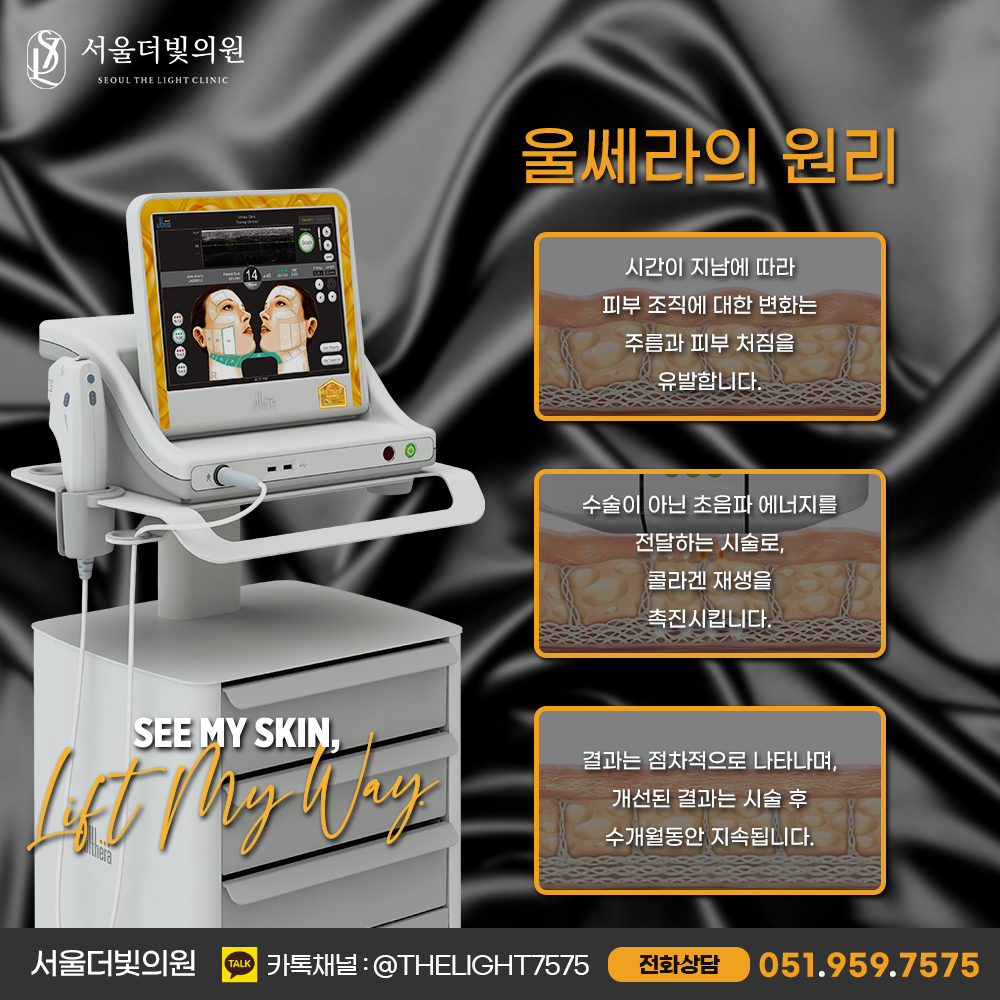 서울더빛의원
SEOUL THE LIGHT CLINIC
울쎄라의 원리
시간이 지남에 따라
피부 조직에 대한 변화는
주름과 피부 처짐을
유발합니다.
수술이 아닌 초음파 에너지를
전달하는 시술로,
콜라겐 재생을
촉진시킵니다.
결과는 점차적으로 나타나며,
개선된 결과는 시술 후
수개월동안 지속됩니다.
14
Scan
R
L
SEE MY SKIN,
Lift My Way.
서울더빛의원
TALK
카톡채널 : @THELIGHT7575
전화상담
051.959.7575